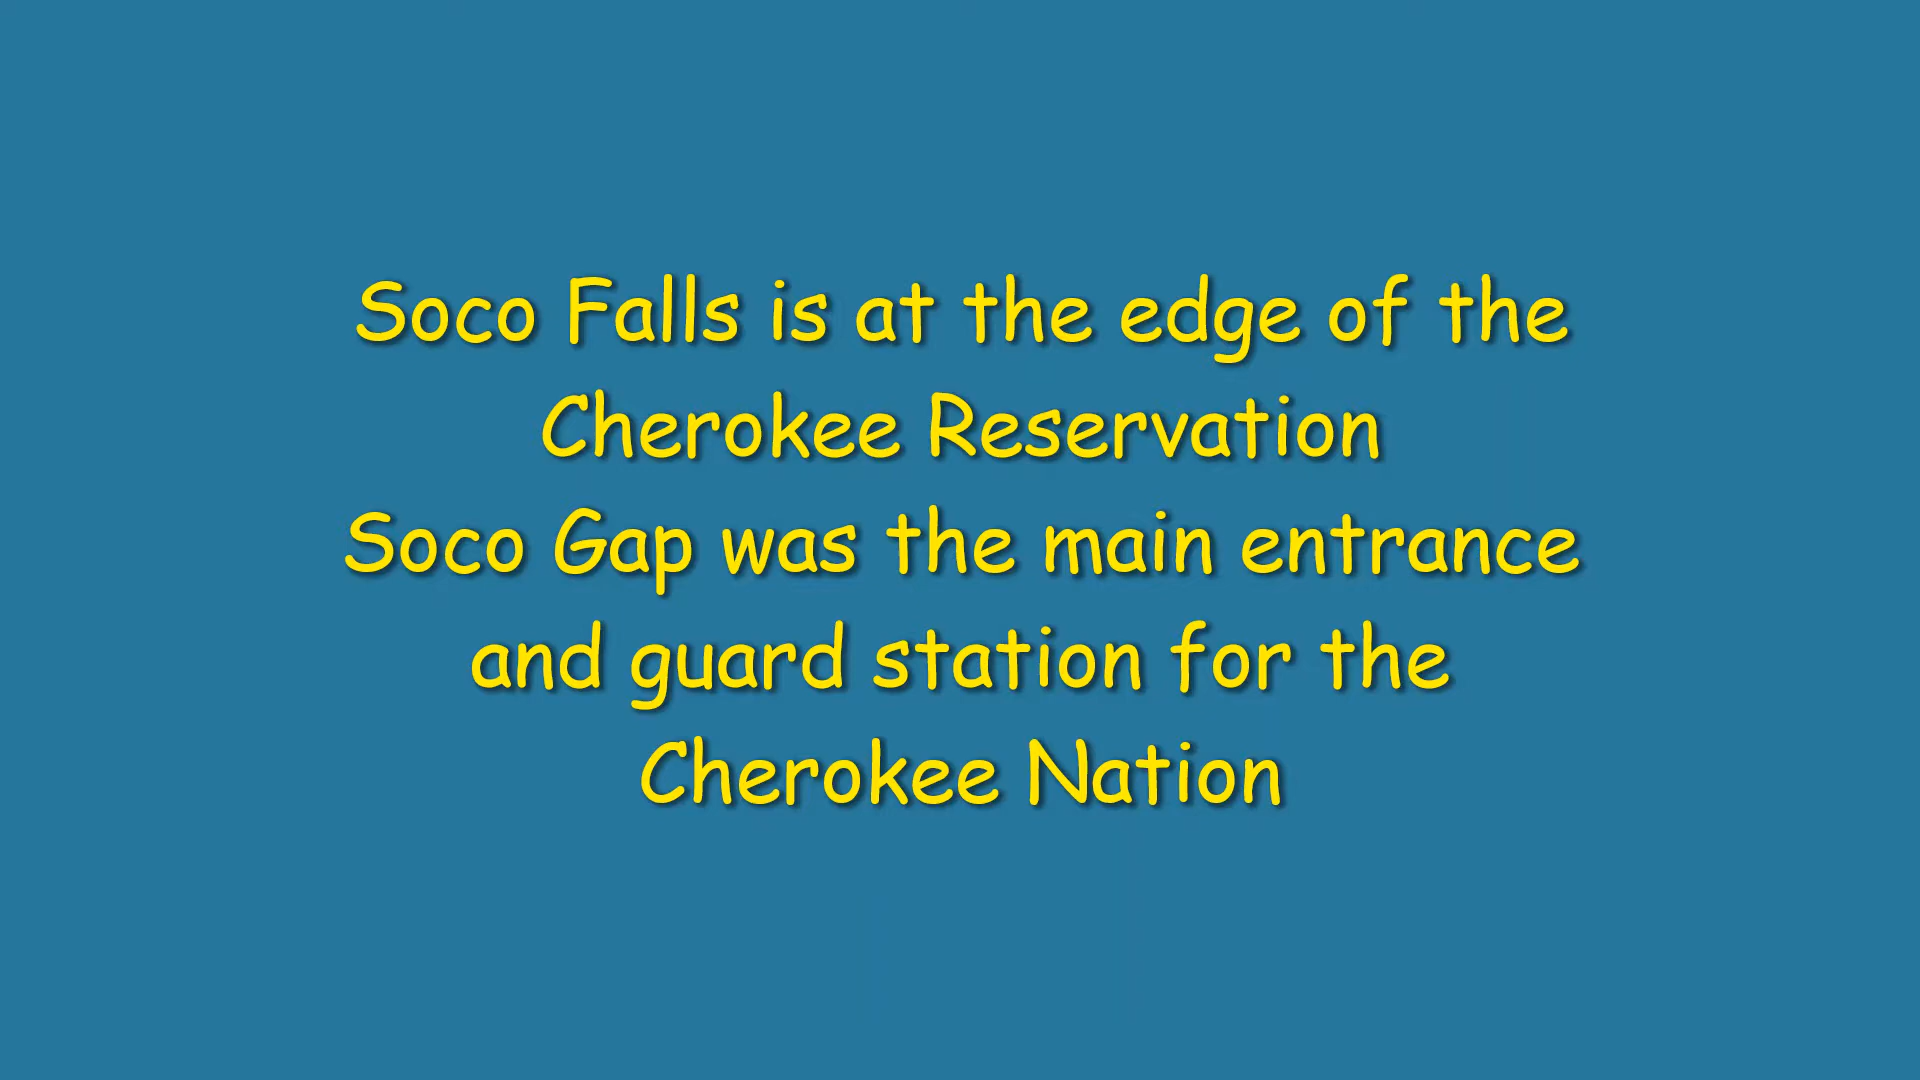 Soco Falls is at the edge of the
Cherokee Reservation
Soco Gap was the main entrance
and guard station for the
Cherokee Nation